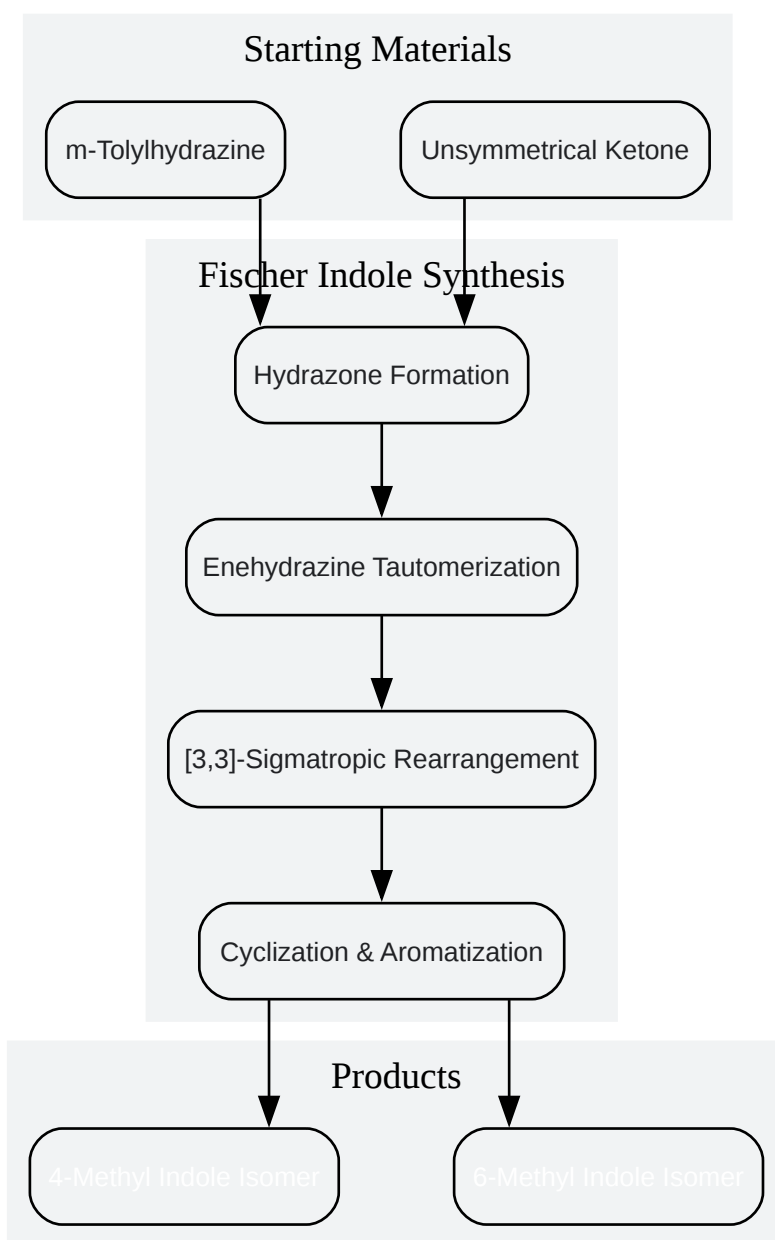 Starting Materials
m-Tolylhydrazine
Unsymmetrical Ketone
Fischer Indole Synthesis
Hydrazone Formation
Enehydrazine Tautomerization
[3,3]-Sigmatropic Rearrangement
Cyclization & Aromatization
Products
4-Methyl Indole Isomer
6-Methyl Indole Isomer